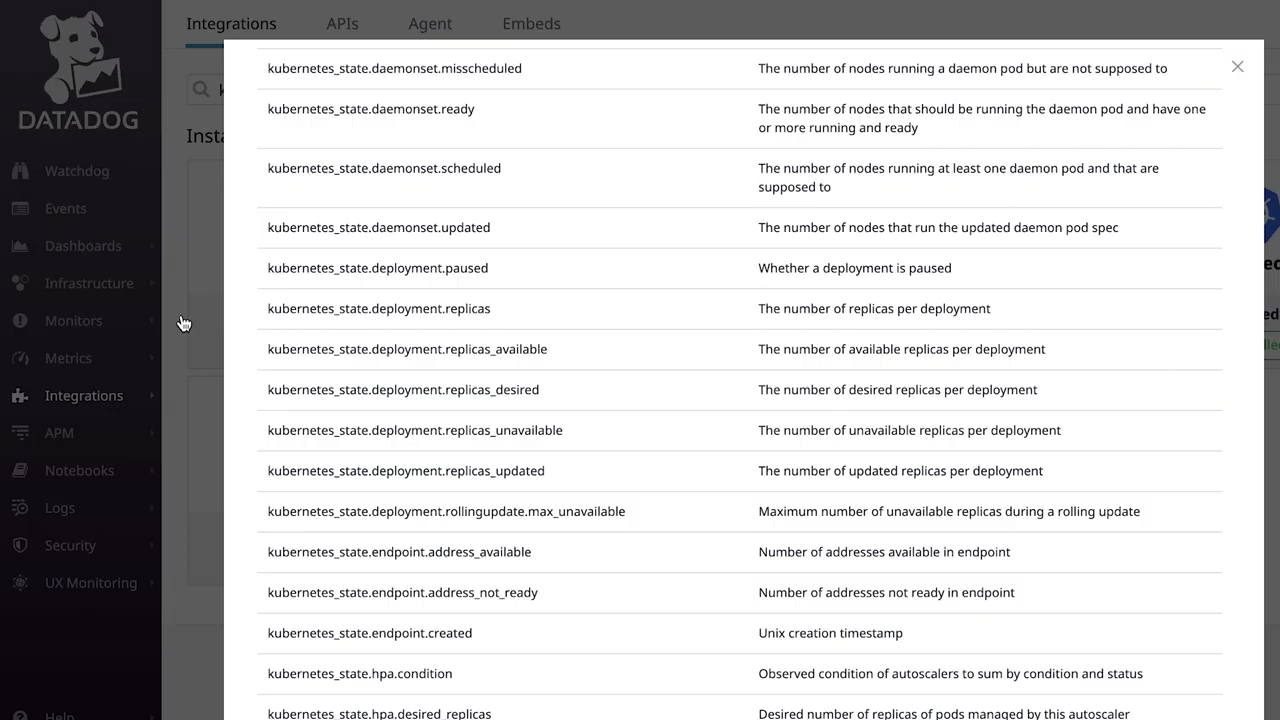 Integrations
APIs
Agent
Embeds
DATADOG
Watchdog
Events
Dashboards
Infrastructure
Monitors
Metrics
Integrations
APM
Notebooks
Logs
Security
UX Monitoring
Help
k
Insta
kubernetes_state.daemonset.misscheduled The number of nodes running a daemon pod but are not supposed to
kubernetes_state.daemonset.ready The number of nodes that should be running the daemon pod and have one
or more running and ready
kubernetes_state.daemonset.scheduled The number of nodes running at least one daemon pod and that are
supposed to
kubernetes_state.daemonset.updated The number of nodes that run the updated daemon pod spec
kubernetes_state.deployment.paused Whether a deployment is paused
kubernetes_state.deployment.replicas The number of replicas per deployment
kubernetes_state.deployment.replicas_available The number of available replicas per deployment
kubernetes_state.deployment.replicas_desired The number of desired replicas per deployment
kubernetes_state.deployment.replicas_unavailable The number of unavailable replicas per deployment
kubernetes_state.deployment.replicas_updated The number of updated replicas per deployment
kubernetes_state.deployment.rollingupdate.max_unavailable Maximum number of unavailable replicas during a rolling update
kubernetes_state.endpoint.address_available Number of addresses available in endpoint
kubernetes_state.endpoint.address_not_ready Number of addresses not ready in endpoint
kubernetes_state.endpoint.created Unix creation timestamp
kubernetes_state.hpa.condition Observed condition of autoscalers to sum by condition and status
kubernetes_state.hpa.desired_replicas Desired number of replicas of pods managed by this autoscaler